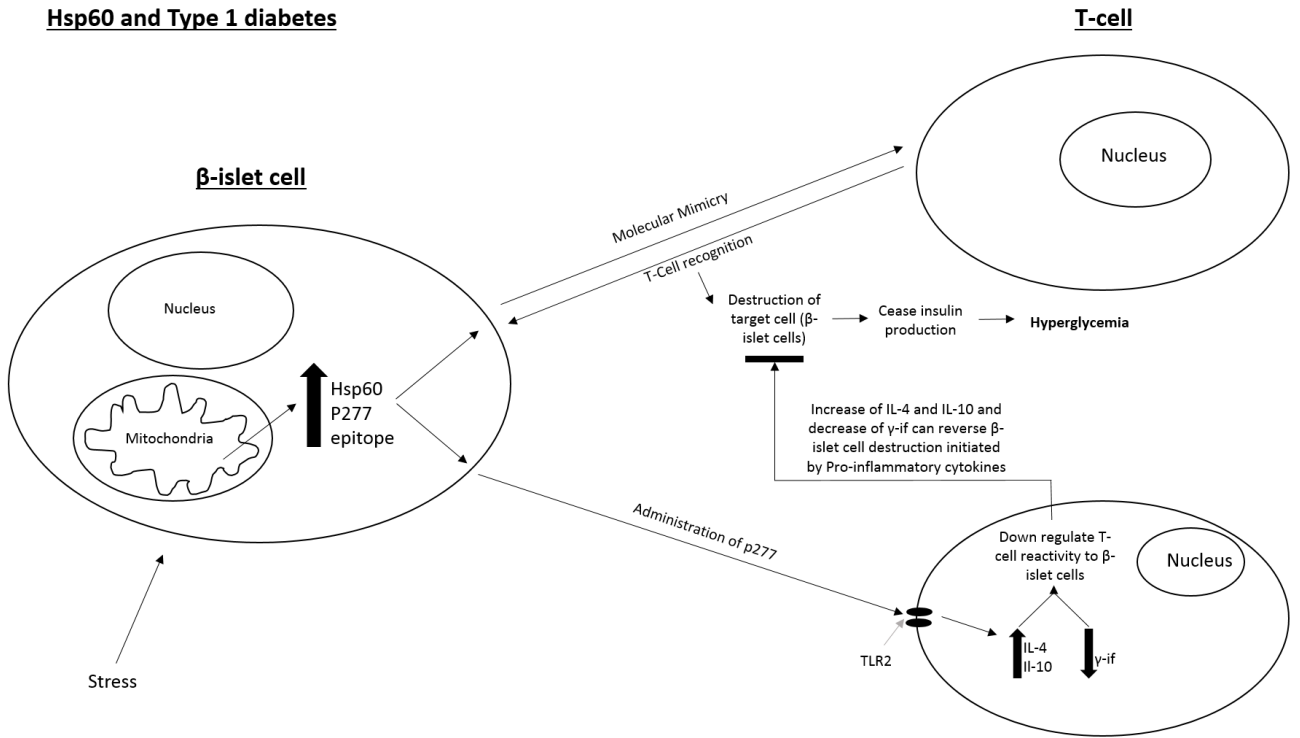 Hsp60 and Type 1 diabetes
T-cell
Nucleus
β-islet cell
Nucleus
Mitochondria
Hsp60
P277
epitope
Stress
Molecular Mimicry
T-Cell recognition
Destruction of
target cell (β-
islet cells)
Cease insulin
production
Hyperglycemia
Increase of IL-4 and IL-10 and
decrease of γ-if can reverse β-
islet cell destruction initiated
by Pro-inflammatory cytokines
Administration of p277
TLR2
Down regulate T-
cell reactivity to β-
islet cells
Nucleus
IL-4
Il-10
γ-if